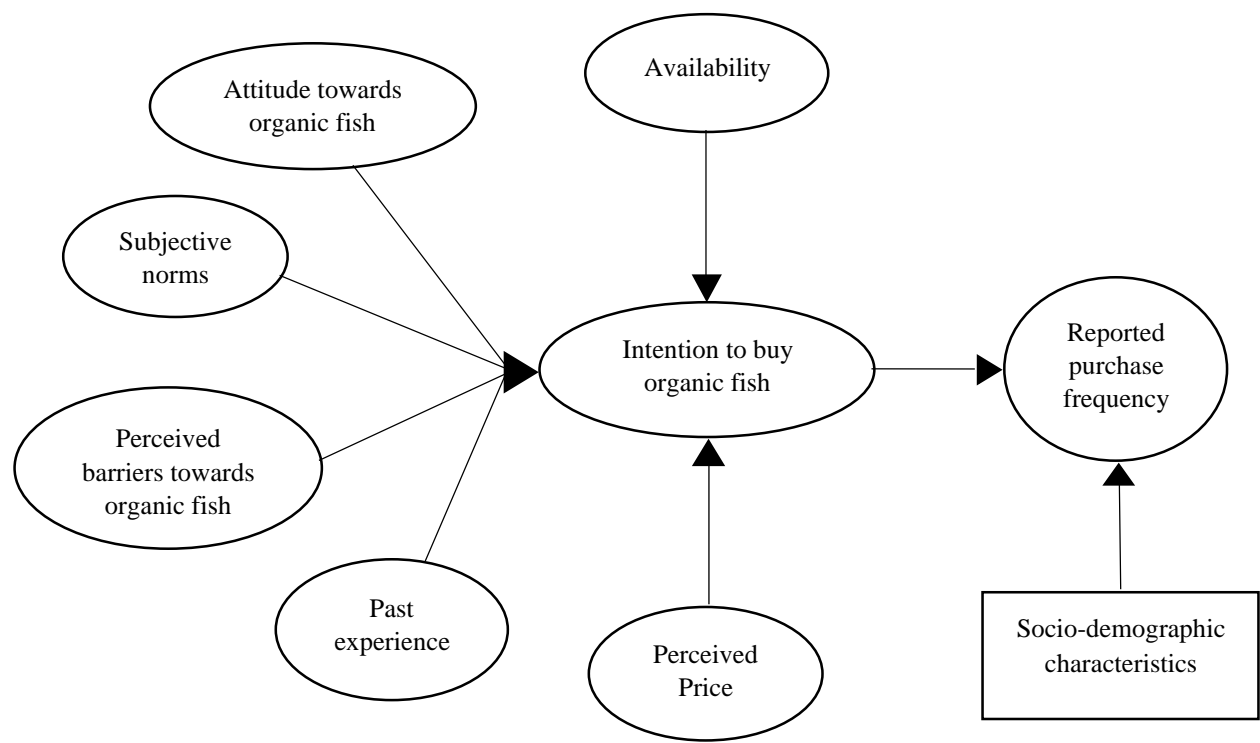 Availability
Attitude towards
organic fish
Subjective
norms
Intention to buy
organic fish
Reported
purchase
frequency
Perceived
barriers towards
organic fish
Past
experience
Perceived
Price
Socio-demographic
characteristics